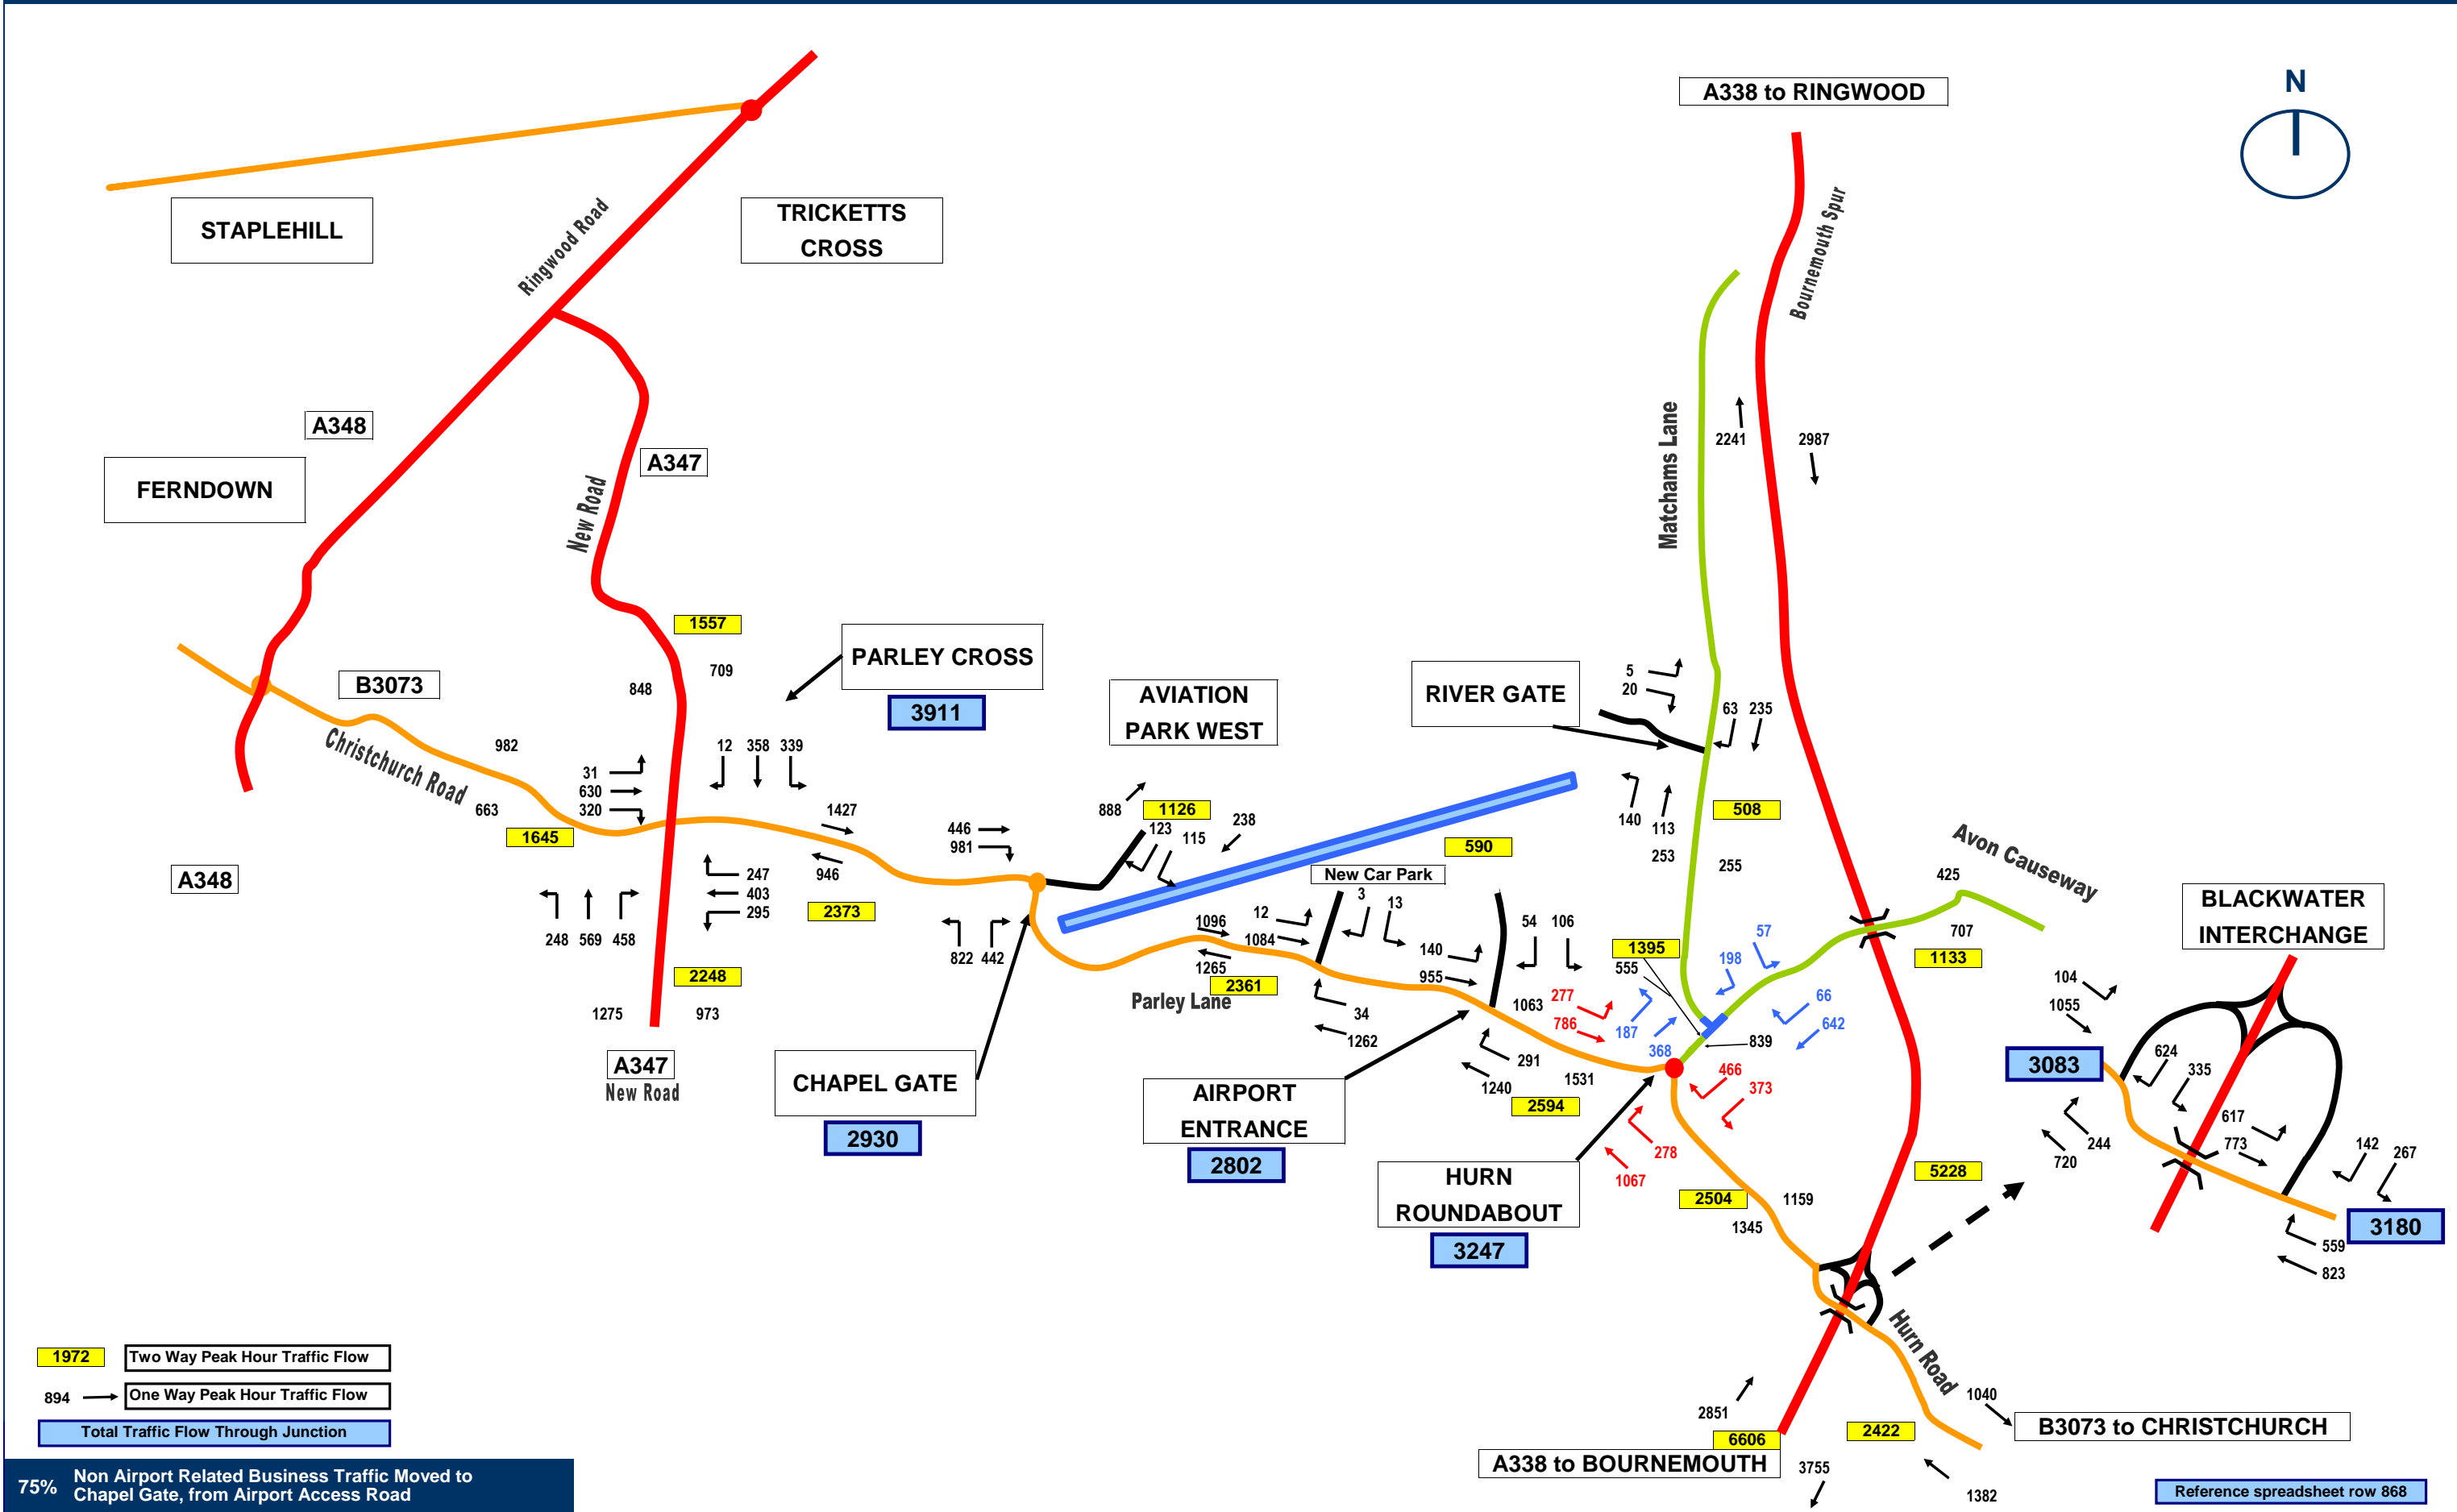 A338 to RINGWOOD
N
STAPLEHILL
TRICKETTS
CROSS
Ringwood Road
Bournemouth Spur
A348
A347
FERNDOWN
New Road
Matchams Lane
2241
2987
1557
709
848
PARLEY CROSS
3911
B3073
Christchurch Road
982
663
1645
31
630
320
12
358
339
1427
946
2373
247
403
295
248
569
458
2248
1275
973
A348
A347
New Road
AVIATION
PARK WEST
888
1126
123
115
238
446
981
822
442
CHAPEL GATE
2930
1096
1084
1265
2361
Parley Lane
590
New Car Park
12
3
13
34
1262
140
955
54
106
1063
291
1240
1531
2594
AIRPORT
ENTRANCE
2802
RIVER GATE
5
20
63
235
140
113
508
253
255
1395
555
198
57
66
642
187
368
839
277
786
466
373
278
1067
HURN
ROUNDABOUT
3247
Avon Causeway
425
707
1133
5228
2504
1159
1345
BLACKWATER
INTERCHANGE
104
1055
3083
624
335
617
773
244
720
142
267
3180
559
823
Hurn Road
1040
B3073 to CHRISTCHURCH
2851
6606
2422
A338 to BOURNEMOUTH
3755
1382
1972 Two Way Peak Hour Traffic Flow
894 One Way Peak Hour Traffic Flow
Total Traffic Flow Through Junction
75% Non Airport Related Business Traffic Moved to
Chapel Gate, from Airport Access Road
Reference spreadsheet row 868